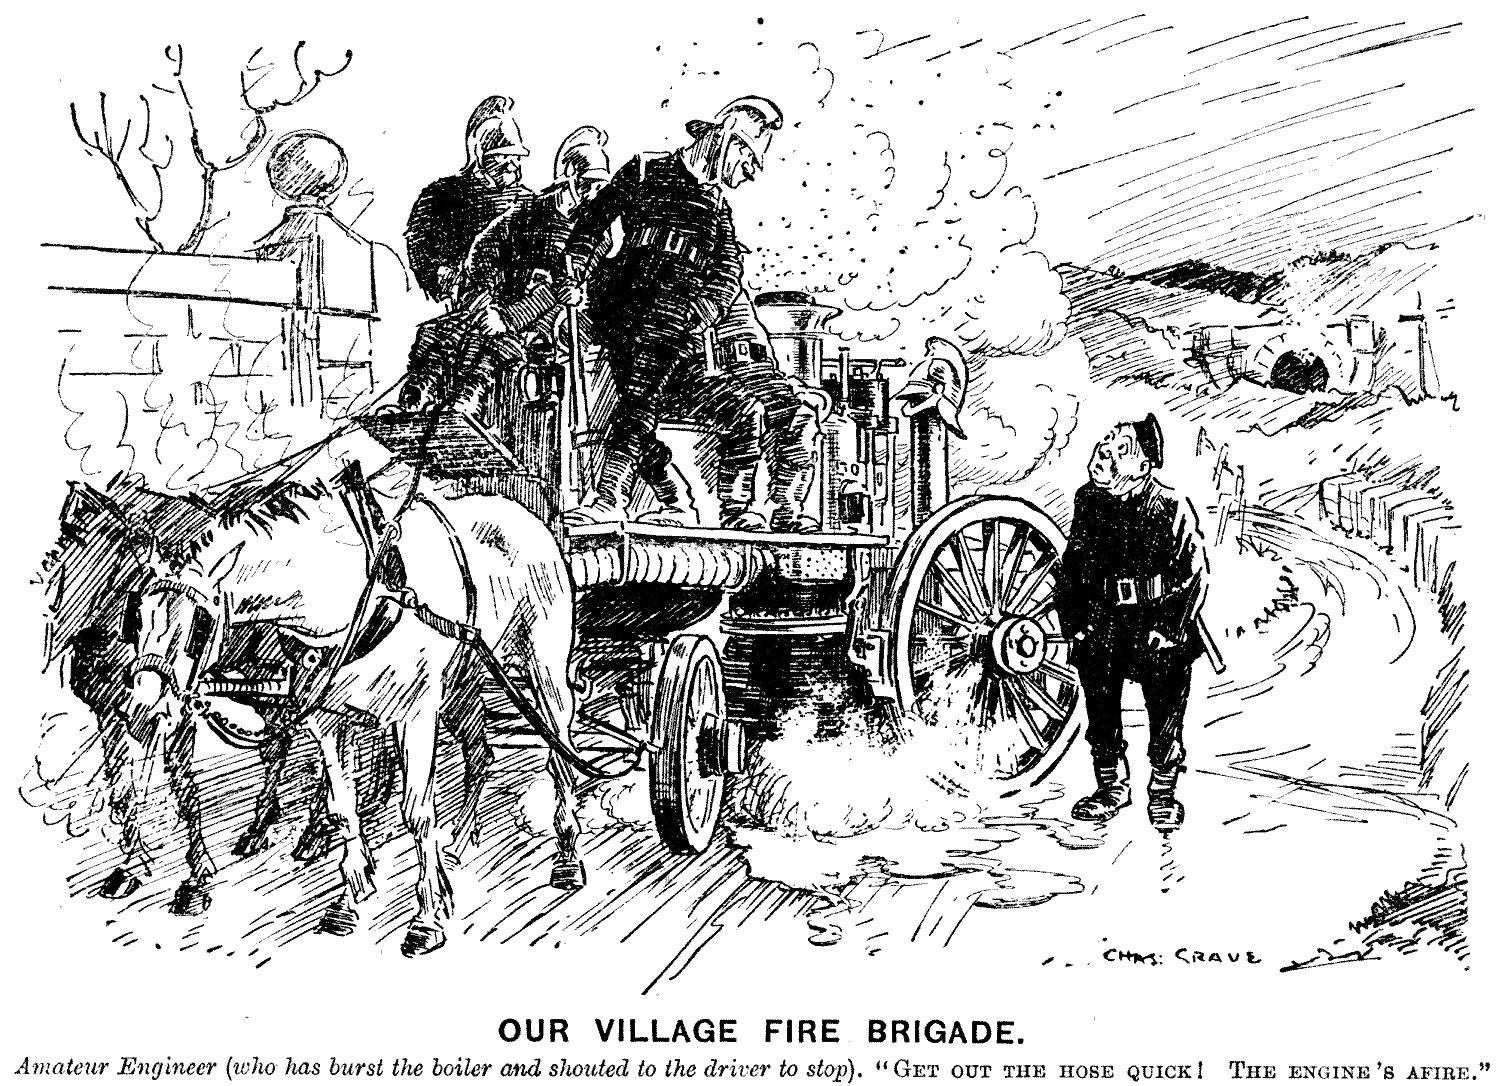 CHAS. GRAVE
OUR VILLAGE FIRE BRIGADE.
Amateur Engineer (who has burst the boiler and shouted to the driver to stop). "GET OUT THE HOSE QUICK! THE ENGINE'S AFIRE."